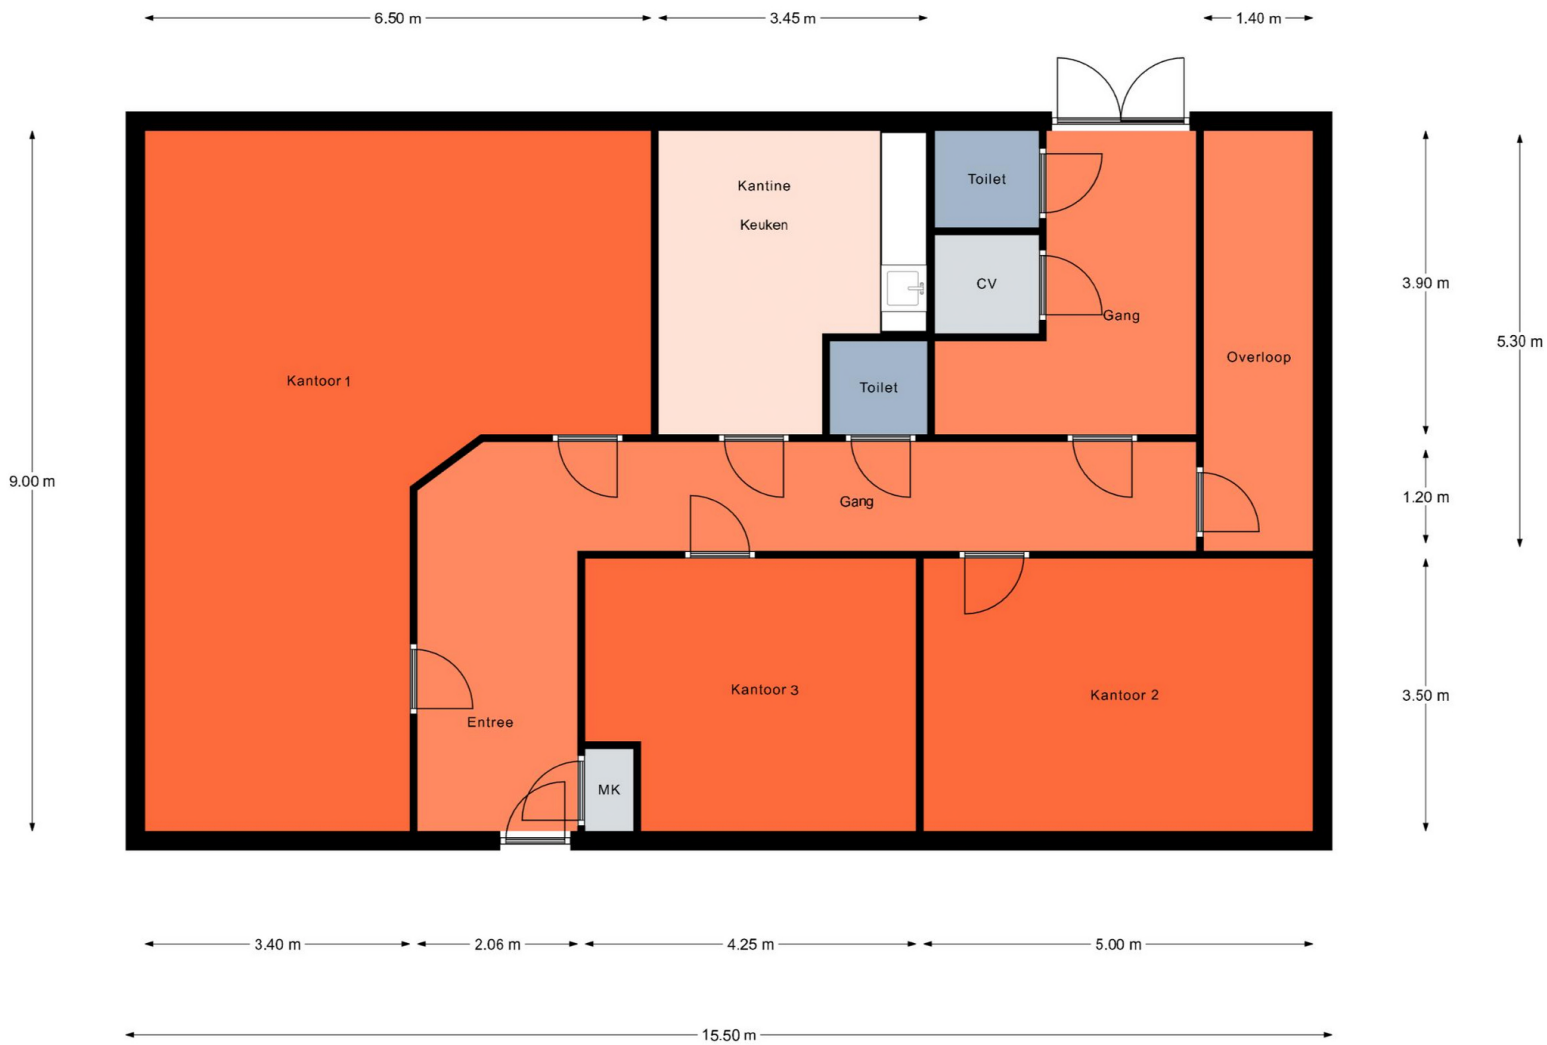 6.50 m
3.45 m
1.40 m
Kantine
Keuken
Toilet
CV
3.90 m
Gang
5.30 m
Overloop
Kantoor 1
Toilet
9.00 m
Gang
1.20 m
Kantoor 3
Kantoor 2
3.50 m
Entree
MK
3.40 m
2.06 m
4.25 m
5.00 m
15.50 m